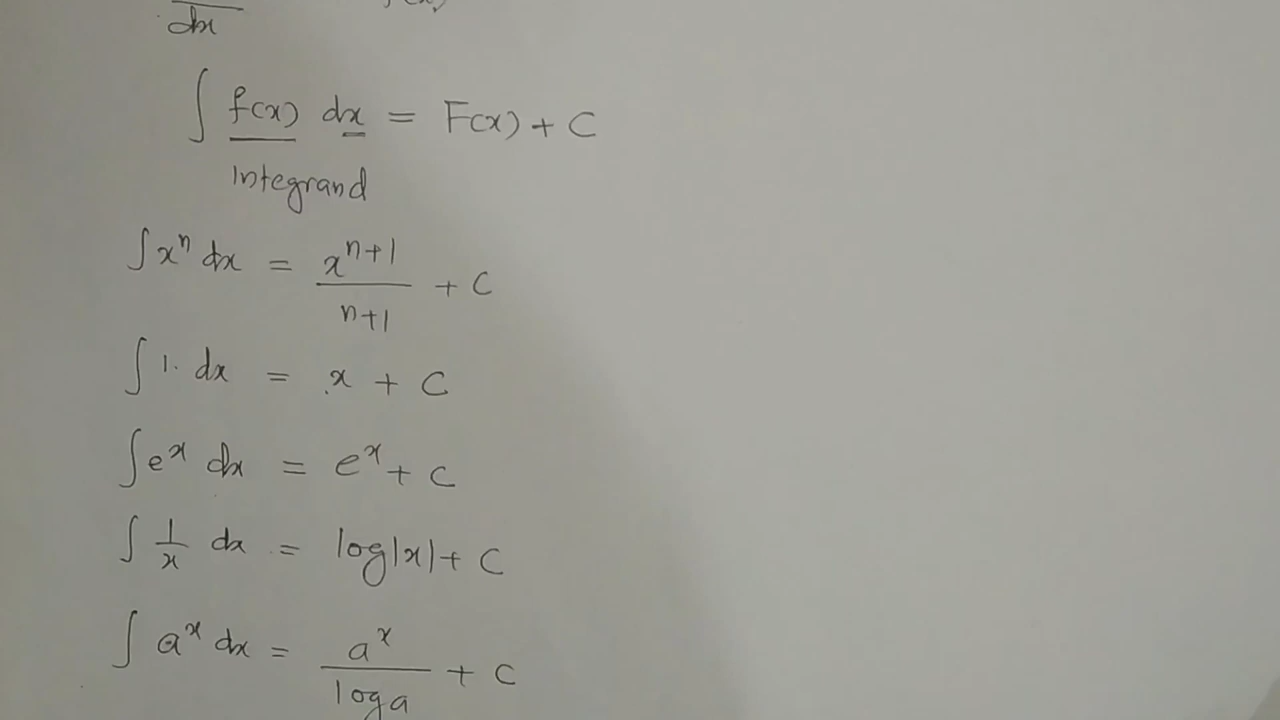 dx
∫ f(x) dx = F(x) + C
Integrand
∫xⁿ dx = xⁿ⁺¹/n+1 + C
∫ 1. dx = x + C
∫eˣ dx = eˣ + C
∫ 1/x dx = log|x| + C
∫ aˣ dx = aˣ/log a + C